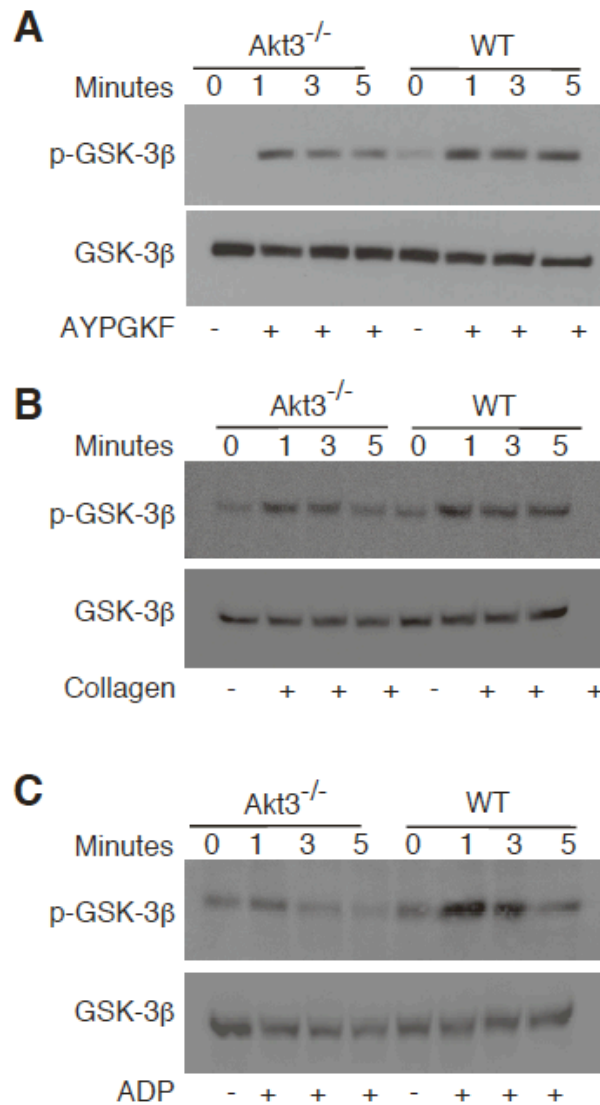 A
Akt3-/- WT
Minutes 0 1 3 5 0 1 3 5
p-GSK-3β
GSK-3β
AYPGKF - + + + - + + +
B
Akt3-/- WT
Minutes 0 1 3 5 0 1 3 5
p-GSK-3β
GSK-3β
Collagen - + + + - + + +
C
Akt3-/- WT
Minutes 0 1 3 5 0 1 3 5
p-GSK-3β
GSK-3β
ADP - + + + - + + +